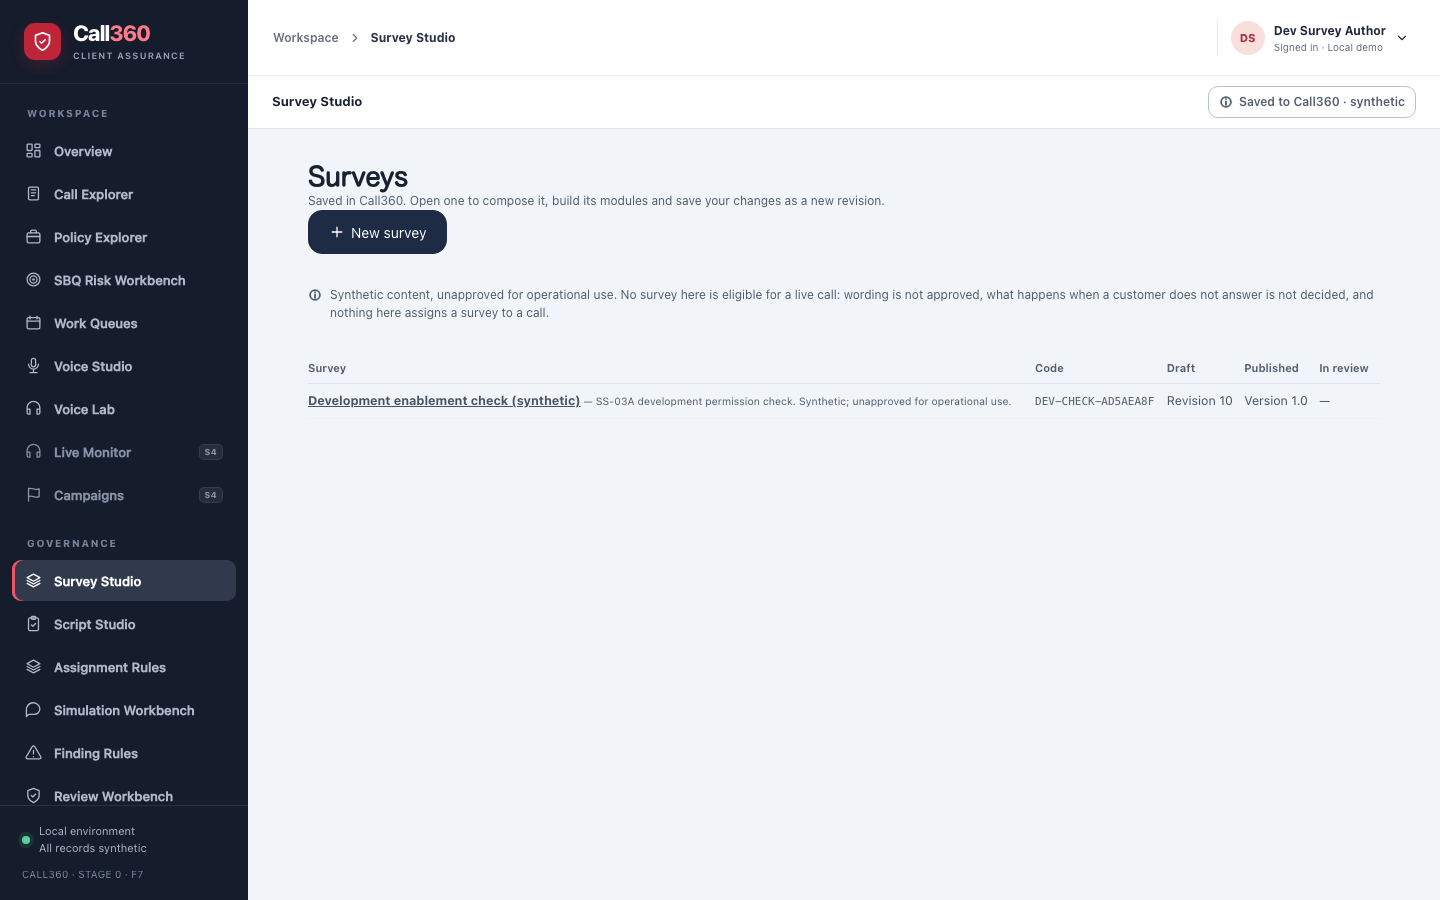 Call360
CLIENT ASSURANCE
WORKSPACE
Overview
Call Explorer
Policy Explorer
SBQ Risk Workbench
Work Queues
Voice Studio
Voice Lab
Live Monitor S4
Campaigns S4
GOVERNANCE
Survey Studio
Script Studio
Assignment Rules
Simulation Workbench
Finding Rules
Review Workbench
Local environment
All records synthetic
CALL360 · STAGE 0 · F7
Workspace > Survey Studio
DS
Dev Survey Author
Signed in · Local demo
Survey Studio
Saved to Call360 · synthetic
Surveys
Saved in Call360. Open one to compose it, build its modules and save your changes as a new revision.
+ New survey
Synthetic content, unapproved for operational use. No survey here is eligible for a live call: wording is not approved, what happens when a customer does not answer is not decided, and
nothing here assigns a survey to a call.
Survey Code Draft Published In review
Development enablement check (synthetic) — SS-03A development permission check. Synthetic; unapproved for operational use. DEV-CHECK-AD5AEA8F Revision 10 Version 1.0 —